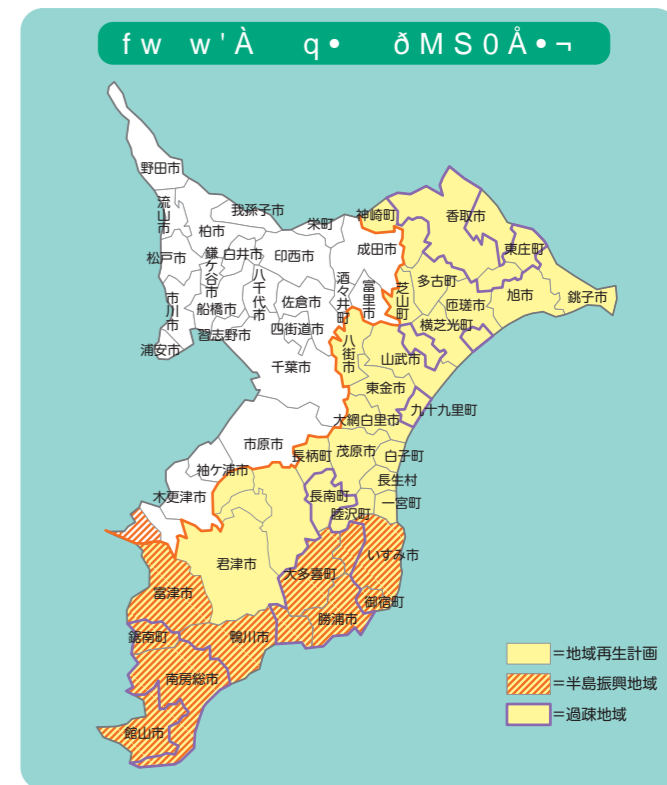 fw w'À q• ðMS0Å•¬
野田市
流山市
我孫子市
柏市
栄町
神崎町
香取市
松戸市
鎌ケ谷市
白井市
印西市
成田市
東庄町
市川市
船橋市
八千代市
佐倉市
酒々井町
富里市
芝山町
多古町
匝瑳市
旭市
銚子市
習志野市
四街道市
横芝光町
浦安市
千葉市
八街市
山武市
東金市
九十九里町
大網白里市
市原市
長柄町
茂原市
白子町
袖ケ浦市
長生村
木更津市
長南町
一宮町
睦沢町
君津市
大多喜町
いすみ市
富津市
御宿町
勝浦市
鋸南町
鴨川市
南房総市
館山市
=地域再生計画
=半島振興地域
=過疎地域